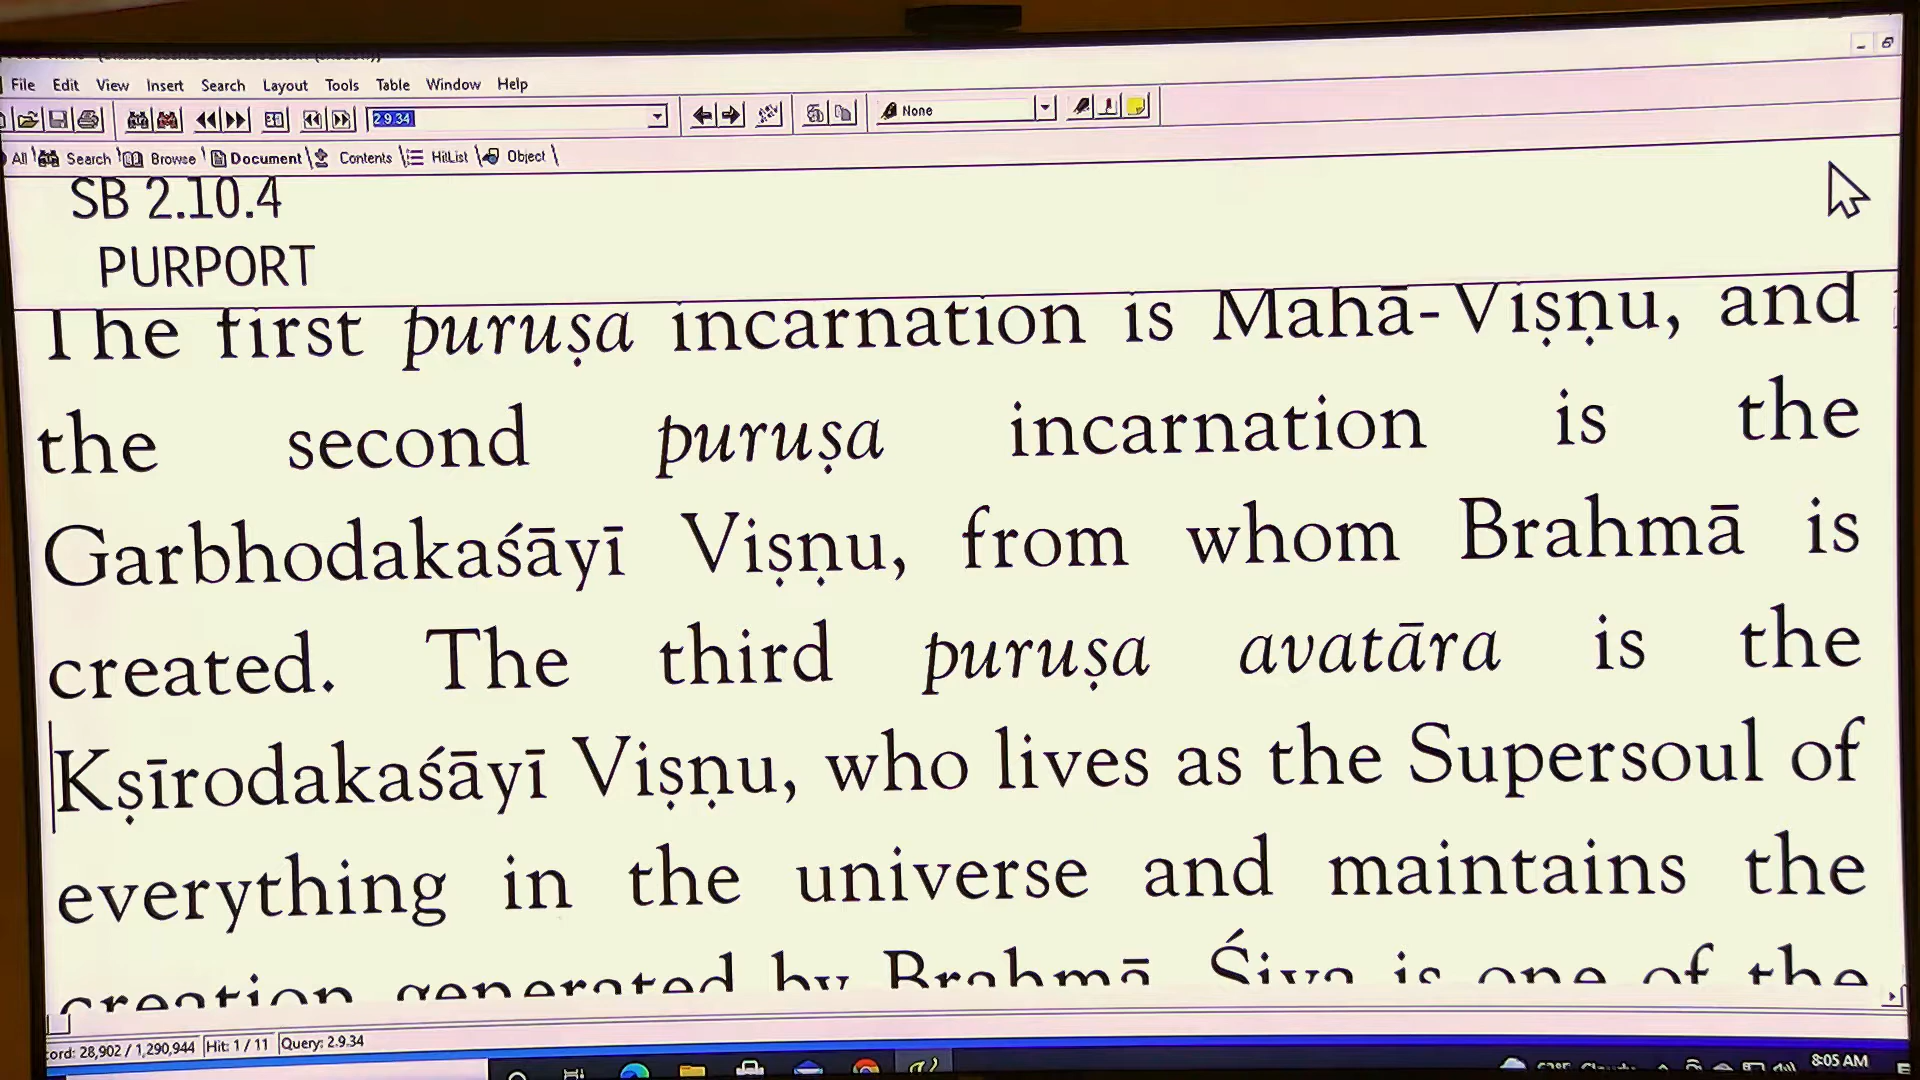 File Edit View Insert Search Layout Tools Table Window Help
2.9.34
None
All Search Browse Document Contents HitList Object
SB 2.10.4
PURPORT
The first puruṣa incarnation is Mahā-Viṣṇu, and
the second puruṣa incarnation is the
Garbhodakaśāyī Viṣṇu, from whom Brahmā is
created. The third puruṣa avatāra is the
Kṣīrodakaśāyī Viṣṇu, who lives as the Supersoul of
everything in the universe and maintains the
creation generated by Brahmā. Śiva is one of the
ord: 28,902 / 1,290,944 Hit: 1 / 11 Query: 2.9.34
8:05 AM